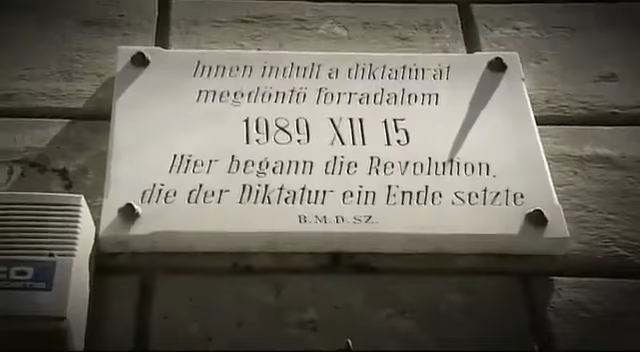 Innen indult a diktatúrát
megdöntő forradalom
1989 XII 15
Hier begann die Revolution,
die der Diktatur ein Ende setzte
B.M.D.SZ.
CO